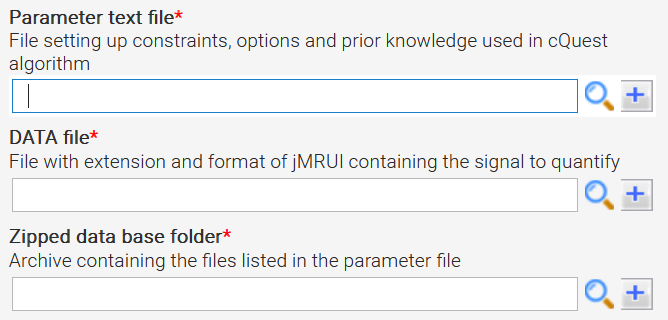 Parameter text file*
File setting up constraints, options and prior knowledge used in cQuest
algorithm
DATA file*
File with extension and format of jMRUI containing the signal to quantify
Zipped data base folder*
Archive containing the files listed in the parameter file